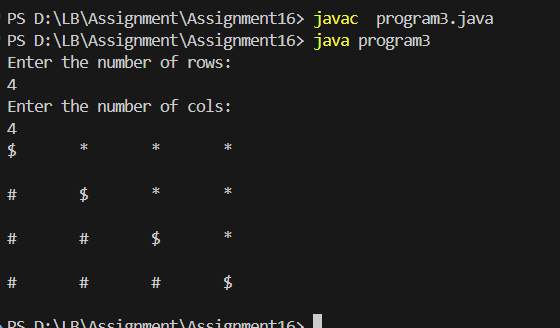 PS D:\LB\Assignment\Assignment16> javac  program3.java
PS D:\LB\Assignment\Assignment16> java program3
Enter the number of rows:
4
Enter the number of cols:
4
$       *       *       *
#       $       *       *
#       #       $       *
#       #       #       $
PS D:\LB\Assignment\Assignment16>